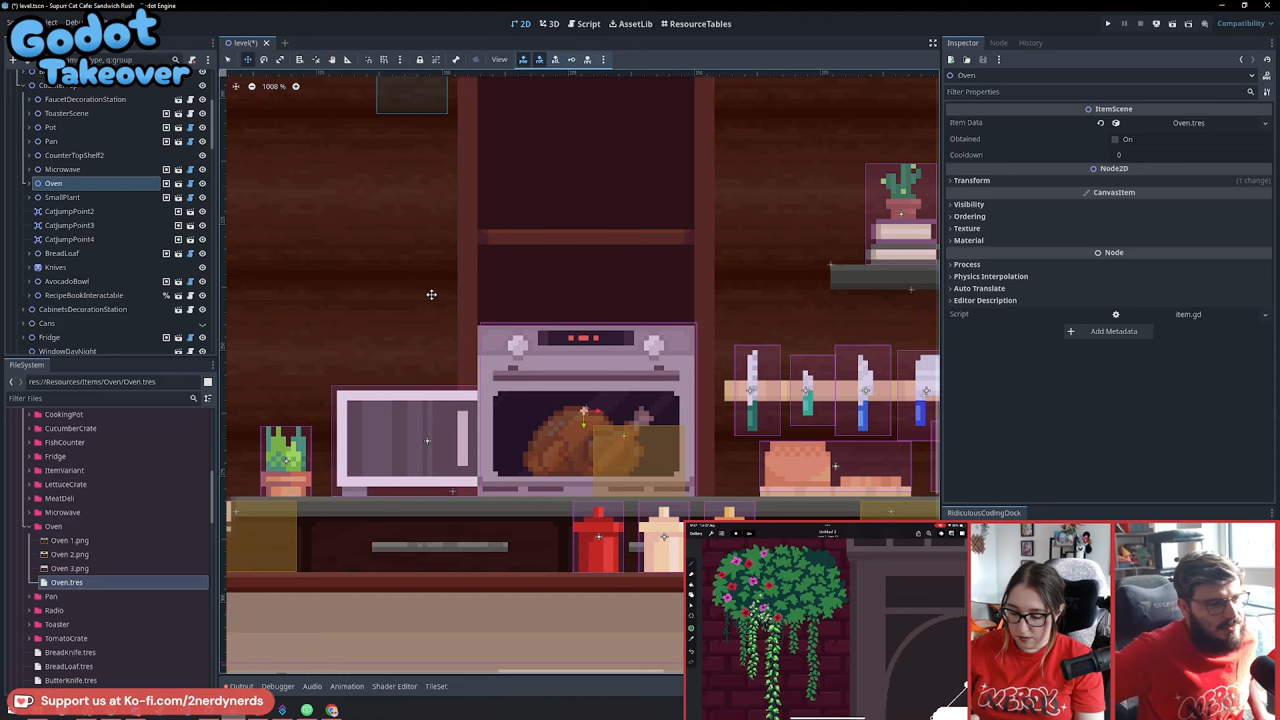 (*) level.tscn - Supurr Cat Cafe: Sandwich Rush - Godot Engine
Godot
Takeover
2D
3D
Script
AssetLib
ResourceTables
Compatibility
level(*)
View
1008 %
FaucetDecorationStation
ToasterScene
Pot
Pan
CounterTopShelf2
Microwave
Oven
SmallPlant
CatJumpPoint2
CatJumpPoint3
CatJumpPoint4
BreadLoaf
Knives
AvocadoBowl
RecipeBookInteractable
CabinetsDecorationStation
Cans
Fridge
WindowDayNight
FileSystem
res://Resources/Items/Oven/Oven.tres
Filter Files
CookingPot
CucumberCrate
FishCounter
Fridge
ItemVariant
LettuceCrate
MeatDeli
Microwave
Oven
Oven 1.png
Oven 2.png
Oven 3.png
Oven.tres
Pan
Radio
Toaster
TomatoCrate
BreadKnife.tres
BreadLoaf.tres
ButterKnife.tres
Support us at Ko-fi.com/2nerdynerds
Output
Debugger
Audio
Animation
Shader Editor
TileSet
Inspector
Node
History
Oven
Filter Properties
ItemScene
Item Data
Oven.tres
Obtained
On
Cooldown
0
Node2D
Transform
(1 change)
CanvasItem
Visibility
Ordering
Texture
Material
Node
Process
Physics Interpolation
Auto Translate
Editor Description
Script
item.gd
Add Metadata
RidiculousCodingDock
Gallery